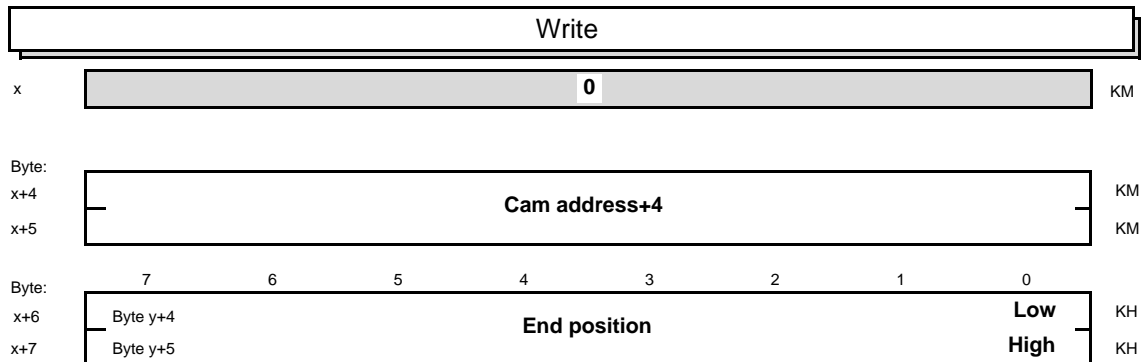 Write
x 0 KM
Byte:
x+4 KM
Cam address+4
x+5 KM
Byte: 7 6 5 4 3 2 1 0
x+6 Byte y+4 Low KH
End position
x+7 Byte y+5 High KH